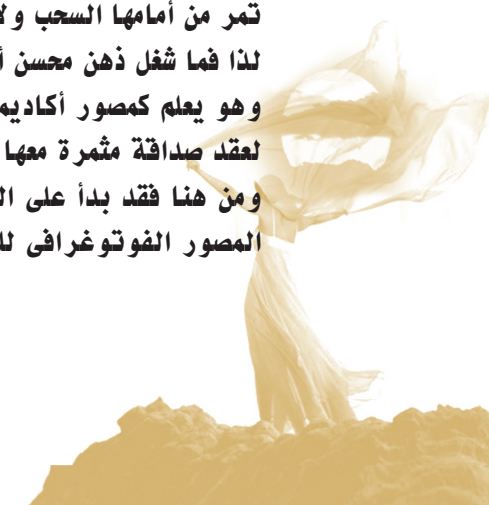 تمر من أمامها السحب ولا
لذا فما شغل ذهن محسن أ
وهو يعلم كمصور أكاديم
لعقد صداقة مثمرة معها
ومن هنا فقد بدأ على ال
المصور الفوتوغرافى لل